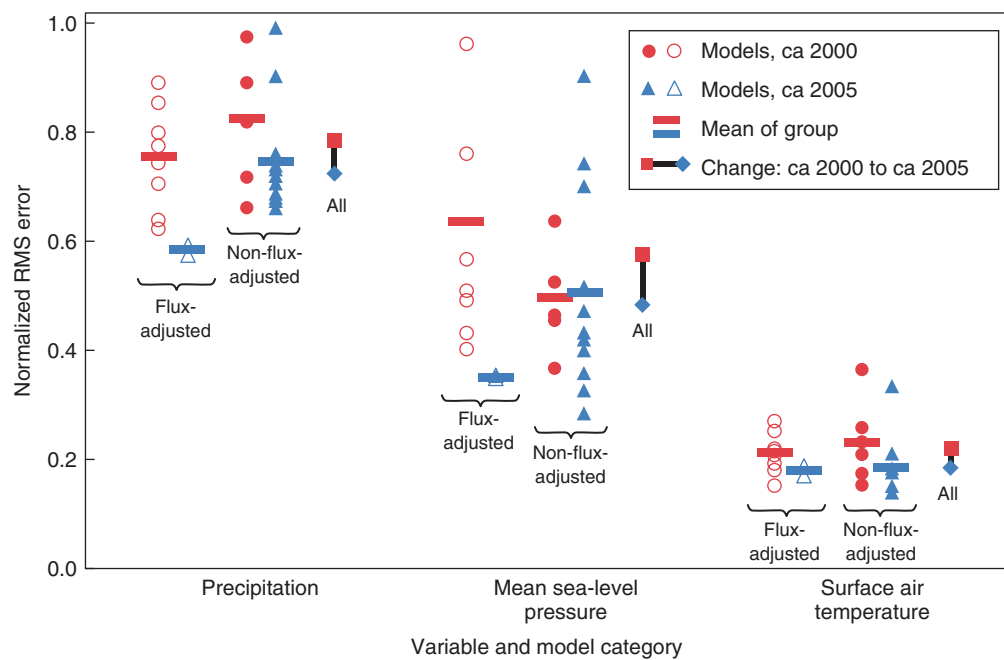 Normalized RMS error
1.0
0.8
0.6
0.4
0.2
0.0
Models, ca 2000
Models, ca 2005
Mean of group
Change: ca 2000 to ca 2005
Flux-
adjusted
Non-flux-
adjusted
All
Flux-
adjusted
Non-flux-
adjusted
All
Flux-
adjusted
Non-flux-
adjusted
All
Precipitation
Mean sea-level
pressure
Surface air
temperature
Variable and model category